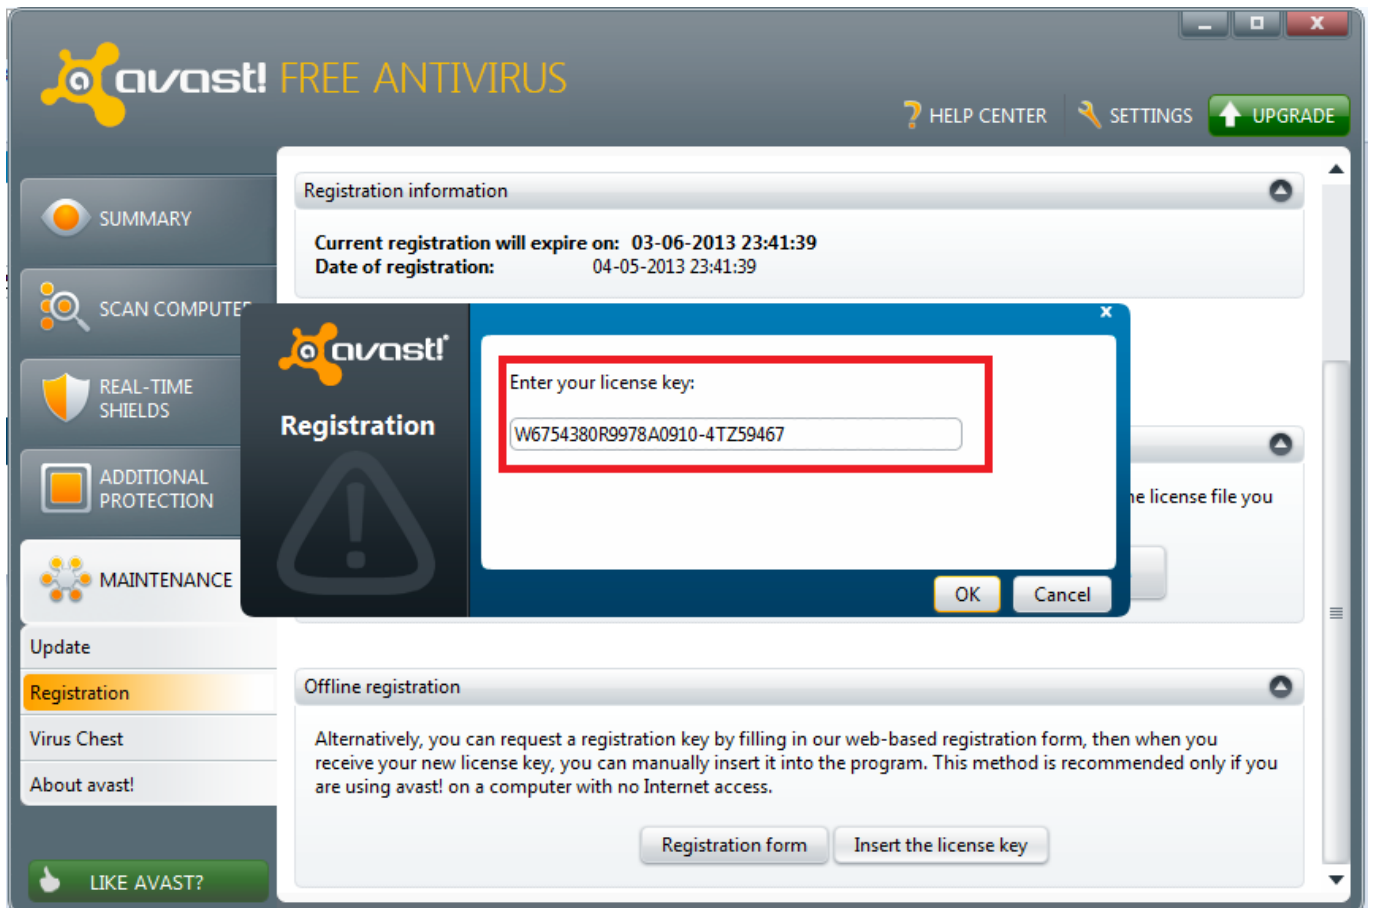 avast! FREE ANTIVIRUS
HELP CENTER
SETTINGS
UPGRADE
SUMMARY
SCAN COMPUTER
REAL-TIME
SHIELDS
ADDITIONAL
PROTECTION
MAINTENANCE
Update
Registration
Virus Chest
About avast!
LIKE AVAST?
Registration information
Current registration will expire on: 03-06-2013 23:41:39
Date of registration: 04-05-2013 23:41:39
avast!
Registration
x
Enter your license key:
W6754380R9978A0910-4TZ59467
OK
Cancel
license file you
Offline registration
Alternatively, you can request a registration key by filling in our web-based registration form, then when you
receive your new license key, you can manually insert it into the program. This method is recommended only if you
are using avast! on a computer with no Internet access.
Registration form
Insert the license key